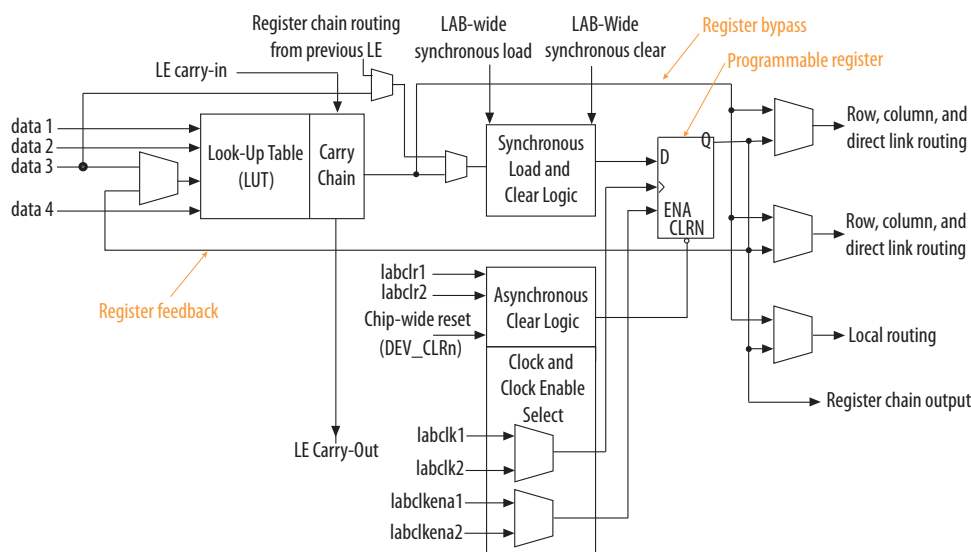 Register chain routing
from previous LE
LAB-wide
synchronous load
LAB-Wide
synchronous clear
Register bypass
Programmable register
LE carry-in
data 1
data 2
data 3
data 4
Look-Up Table
(LUT)
Carry
Chain
Synchronous
Load and
Clear Logic
D
Q
ENA
CLRN
Row, column, and
direct link routing
Row, column, and
direct link routing
Local routing
Register chain output
Register feedback
labclr1
labclr2
Chip-wide reset
(DEV_CLRn)
Asynchronous
Clear Logic
Clock and
Clock Enable
Select
labclk1
labclk2
labclkena1
labclkena2
LE Carry-Out